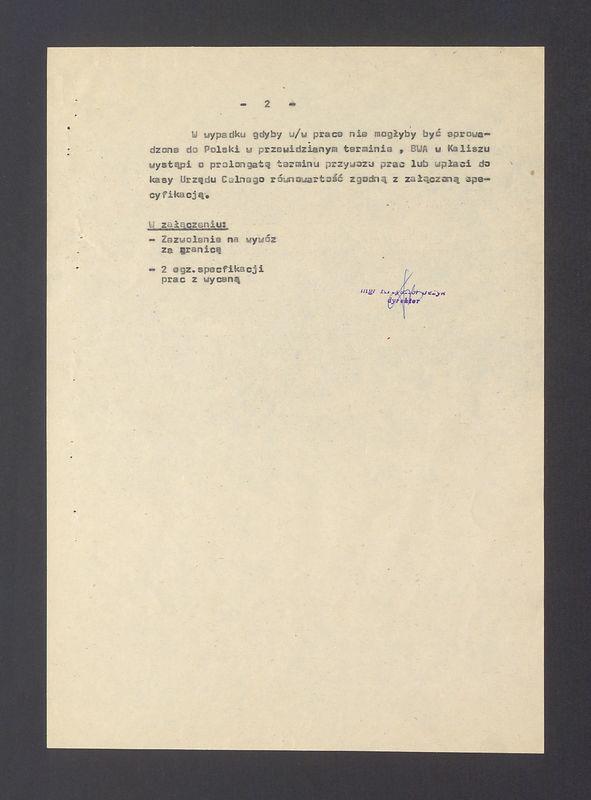 - 2 -
W wypadku gdyby w/w prace nie mogłyby być sprowa-
dzone do Polski w przewidzianym terminie , BWA w Kaliszu
wystąpi o prolongatę terminu przywozu prac lub wpłaci do
kasy Urzędu Celnego równowartość zgodną z załączoną spe-
cyfikacją.
W załączeniu:
- Zezwolenie na wywóz
za granicę
- 2 egz.specfikacji
prac z wyceną
mgr
dyrektor